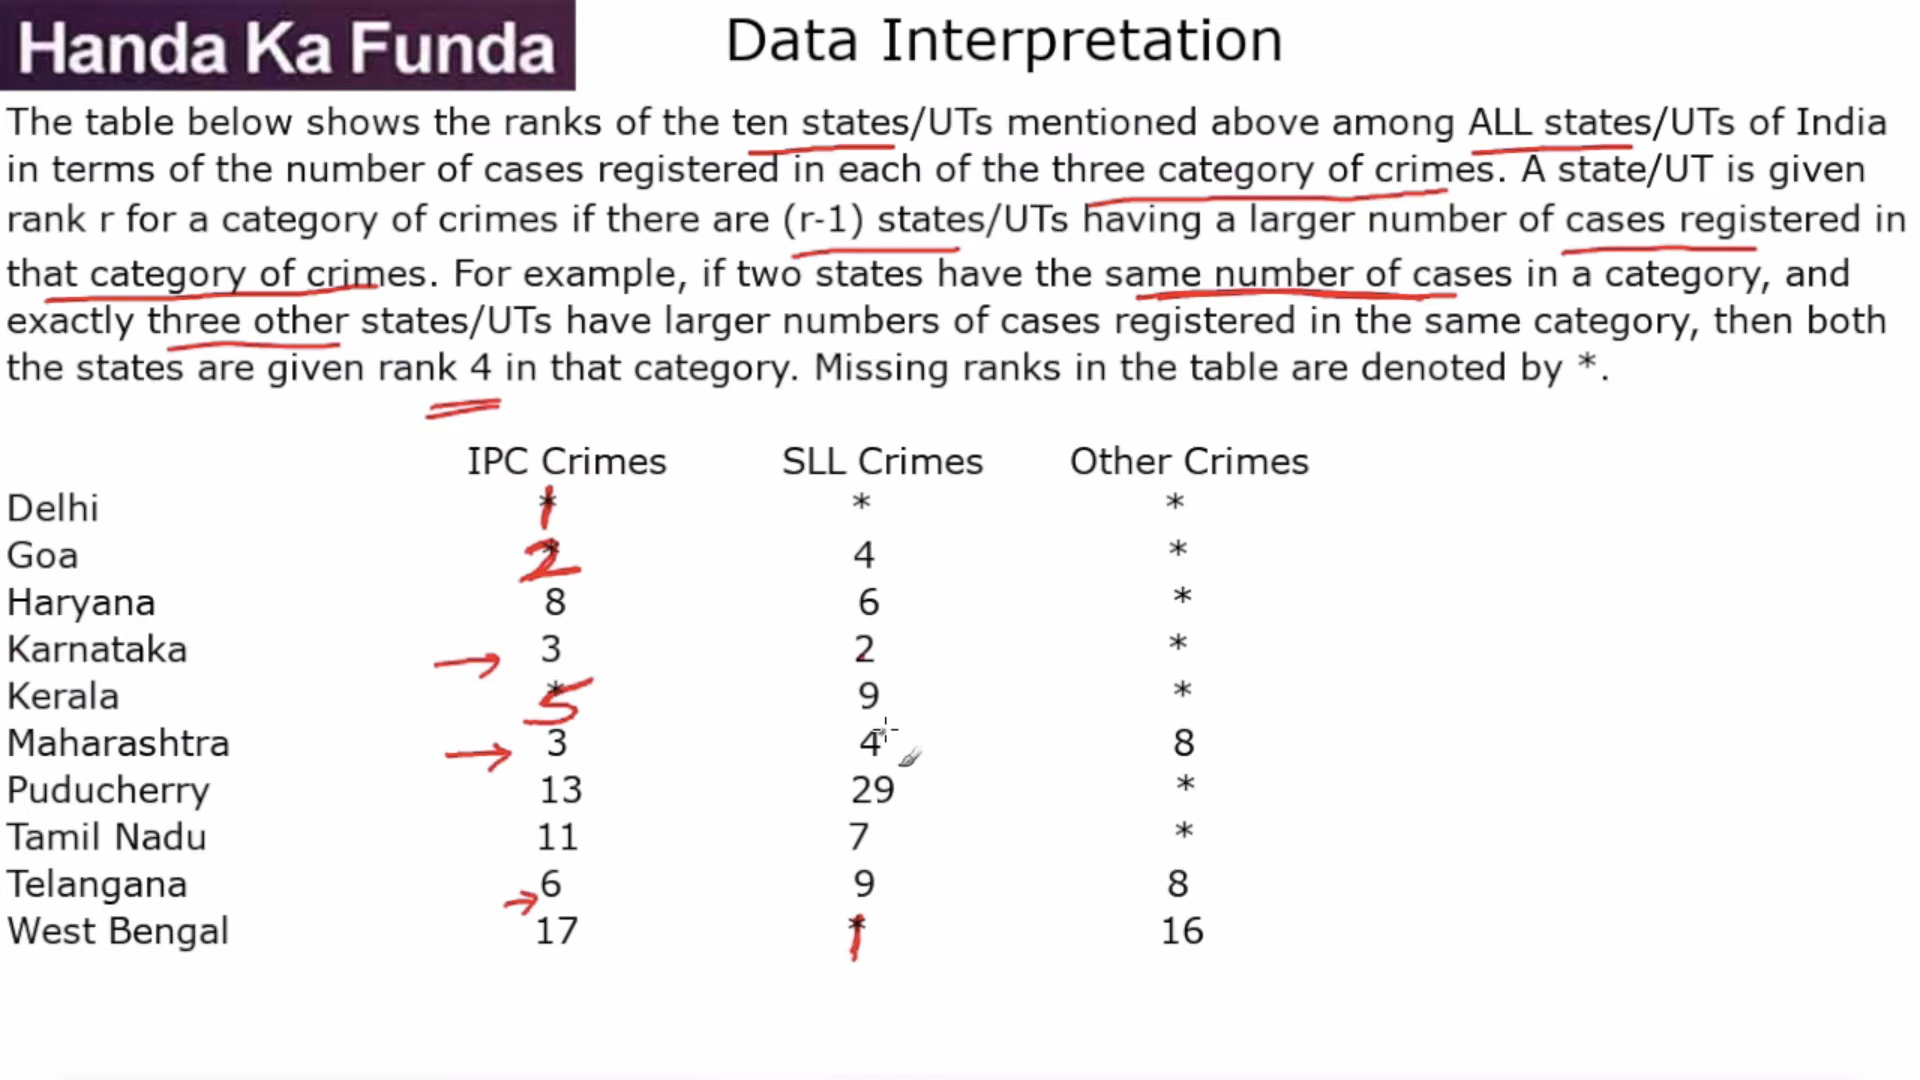 Handa Ka Funda
Data Interpretation
The table below shows the ranks of the ten states/UTs mentioned above among ALL states/UTs of India
in terms of the number of cases registered in each of the three category of crimes. A state/UT is given
rank r for a category of crimes if there are (r-1) states/UTs having a larger number of cases registered in
that category of crimes. For example, if two states have the same number of cases in a category, and
exactly three other states/UTs have larger numbers of cases registered in the same category, then both
the states are given rank 4 in that category. Missing ranks in the table are denoted by *.
IPC Crimes SLL Crimes Other Crimes
Delhi * 1 * *
Goa * 2 4 *
Haryana 8 6 *
Karnataka 3 2 *
Kerala * 5 9 *
Maharashtra 3 4 8
Puducherry 13 29 *
Tamil Nadu 11 7 *
Telangana 6 9 8
West Bengal 17 * 1 16